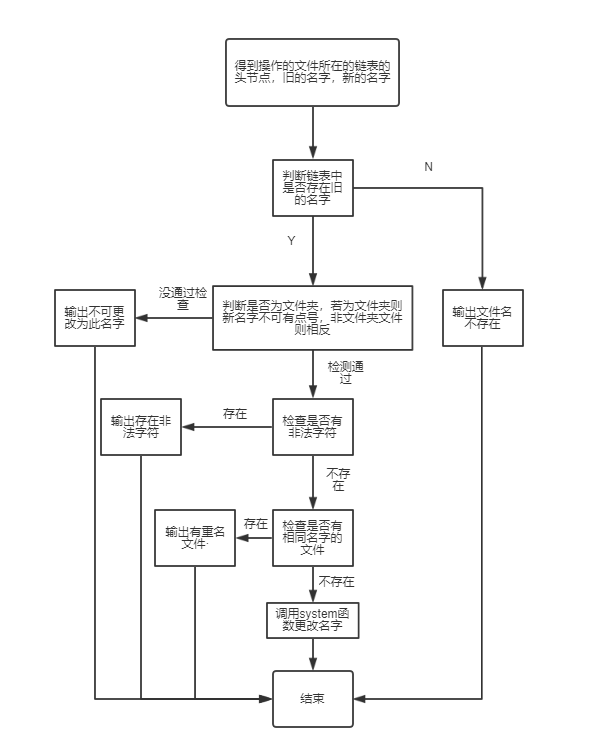 得到操作的文件所在的链表的
头节点，旧的名字，新的名字
判断链表中
是否存在旧
的名字
N
Y
没通过检
查
输出不可更
改为此名字
判断是否为文件夹，若为文件夹则
新名字不可有点号，非文件夹文件
则相反
输出文件名
不存在
检测通
过
输出存在非
法字符
存在
检查是否有
非法字符
不存
在
输出有重名
文件·
存在
检查是否有
相同名字的
文件
不存在
调用system函
数更改名字
结束